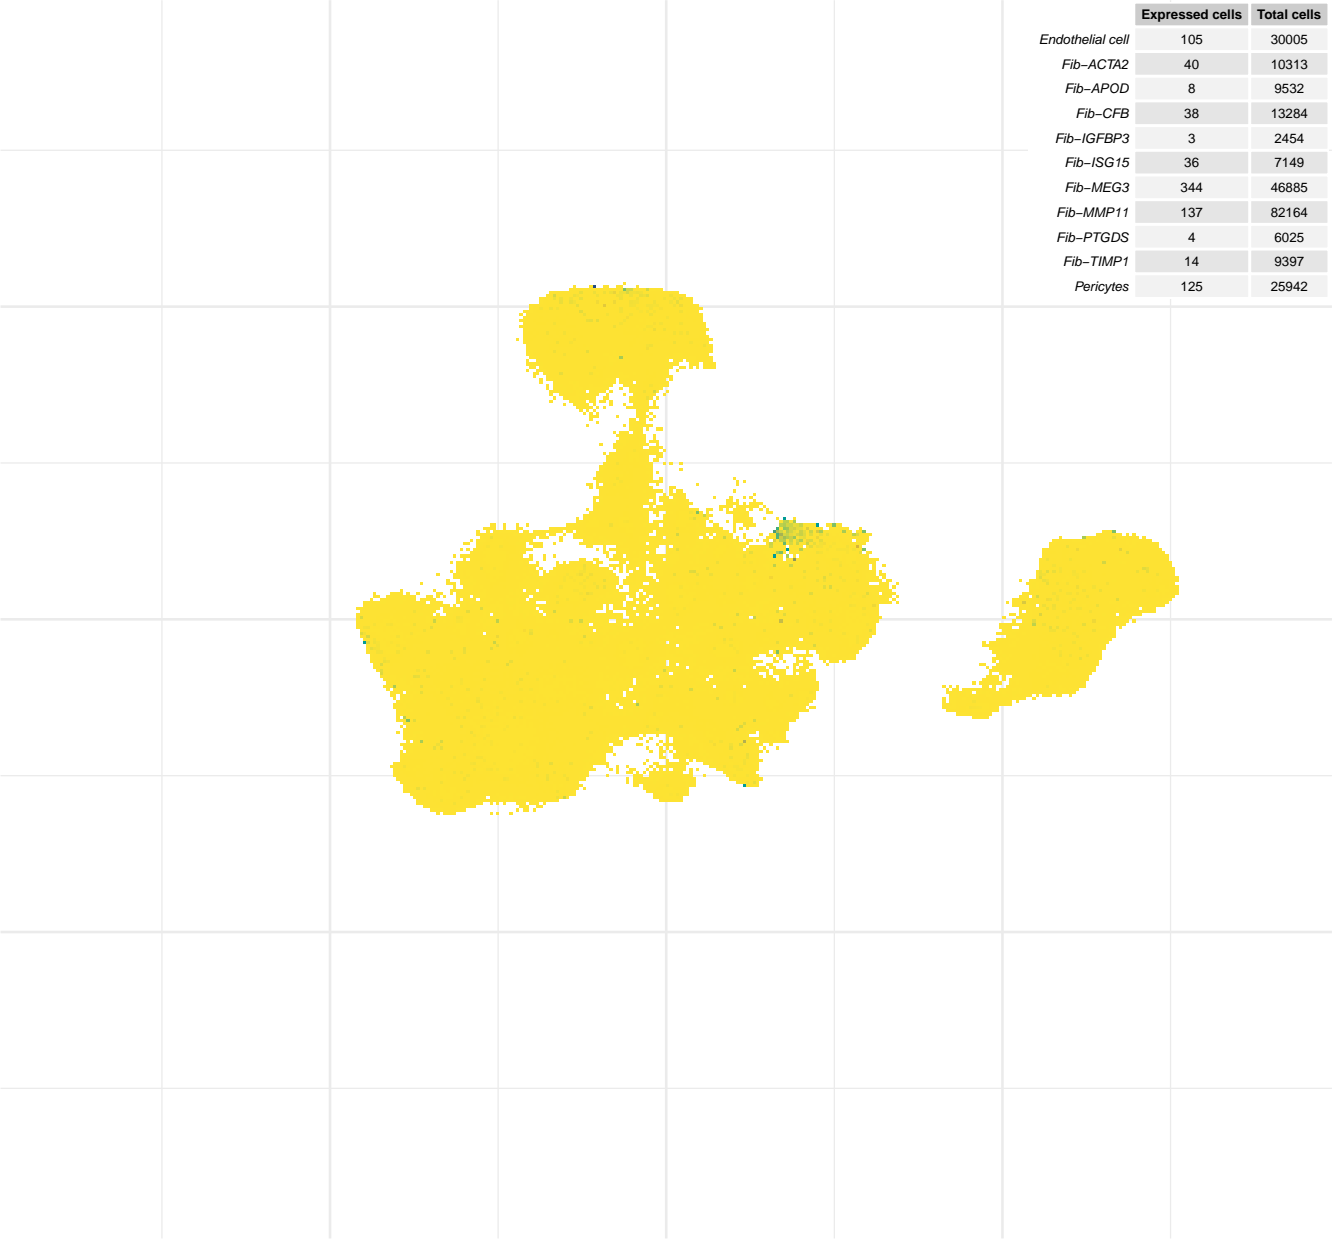 Expressed cells Total cells
Endothelial cell 105 30005
Fib−ACTA2 40 10313
Fib−APOD 8 9532
Fib−CFB 38 13284
Fib−IGFBP3 3 2454
Fib−ISG15 36 7149
Fib−MEG3 344 46885
Fib−MMP11 137 82164
Fib−PTGDS 4 6025
Fib−TIMP1 14 9397
Pericytes 125 25942